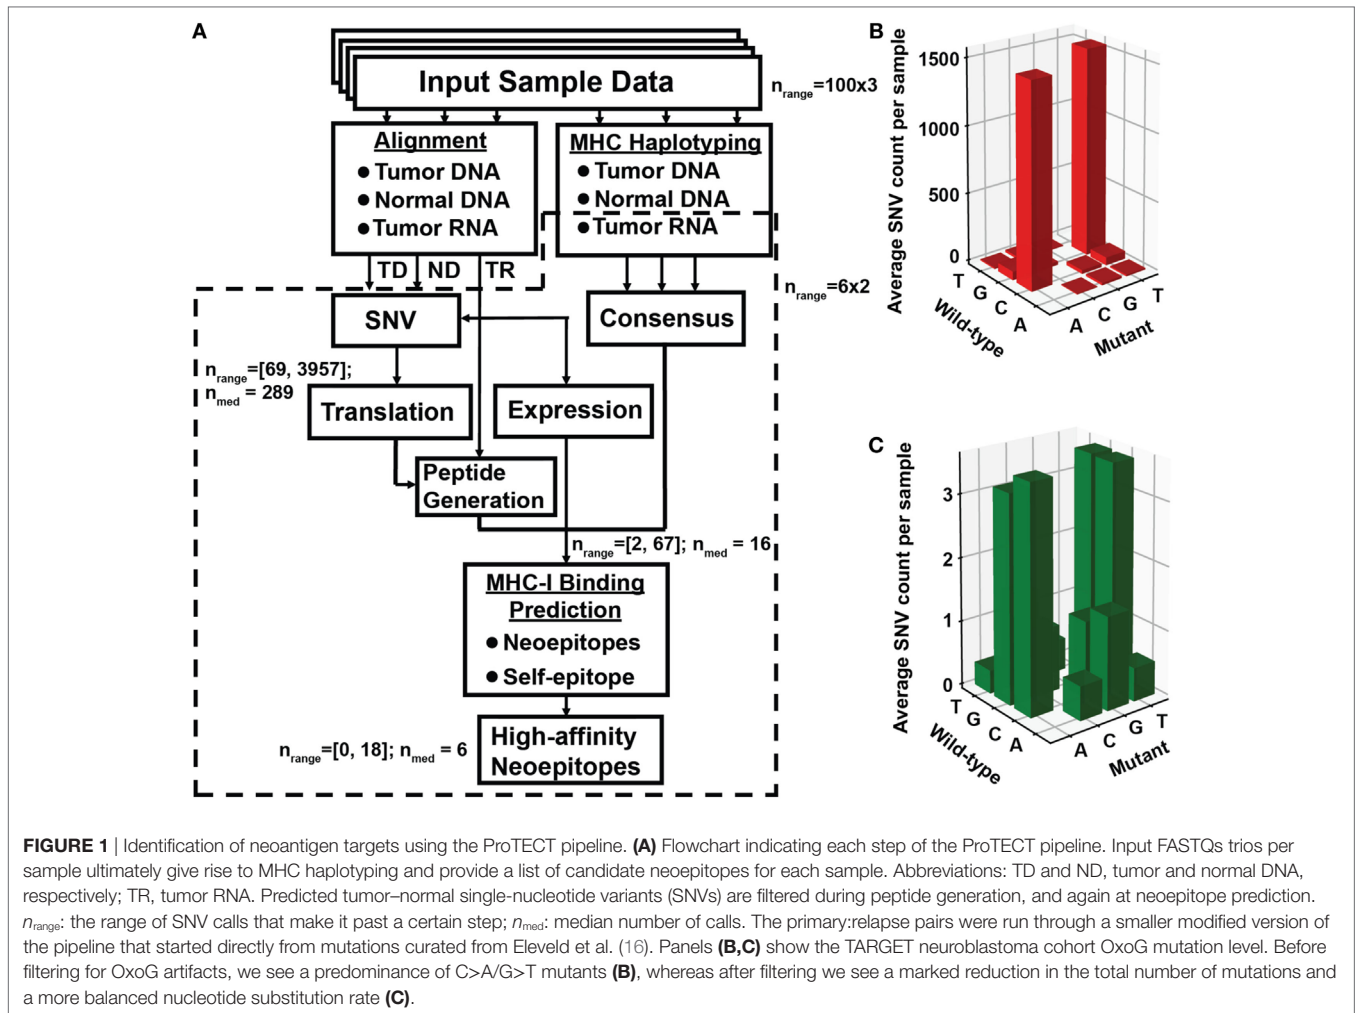 A
Input Sample Data
n range=100x3
Alignment
● Tumor DNA
● Normal DNA
● Tumor RNA
MHC Haplotyping
● Tumor DNA
● Normal DNA
● Tumor RNA
TD
ND
TR
n range=6x2
SNV
Consensus
n range=[69, 3957];
n med = 289
Translation
Expression
Peptide
Generation
n range=[2, 67]; n med = 16
MHC-I Binding
Prediction
● Neoepitopes
● Self-epitope
n range=[0, 18]; n med = 6
High-affinity
Neoepitopes
B
Average SNV count per sample
1500
1000
500
0
T
G
C
A
Wild-type
A
C
G
T
Mutant
C
Average SNV count per sample
3
2
1
0
T
G
C
A
Wild-type
A
C
G
T
Mutant
FIGURE 1 | Identification of neoantigen targets using the ProTECT pipeline. (A) Flowchart indicating each step of the ProTECT pipeline. Input FASTQs trios per
sample ultimately give rise to MHC haplotyping and provide a list of candidate neoepitopes for each sample. Abbreviations: TD and ND, tumor and normal DNA,
respectively; TR, tumor RNA. Predicted tumor–normal single-nucleotide variants (SNVs) are filtered during peptide generation, and again at neoepitope prediction.
n range: the range of SNV calls that make it past a certain step; n med: median number of calls. The primary:relapse pairs were run through a smaller modified version of
the pipeline that started directly from mutations curated from Eleveld et al. (16). Panels (B,C) show the TARGET neuroblastoma cohort OxoG mutation level. Before
filtering for OxoG artifacts, we see a predominance of C>A/G>T mutants (B), whereas after filtering we see a marked reduction in the total number of mutations and
a more balanced nucleotide substitution rate (C).